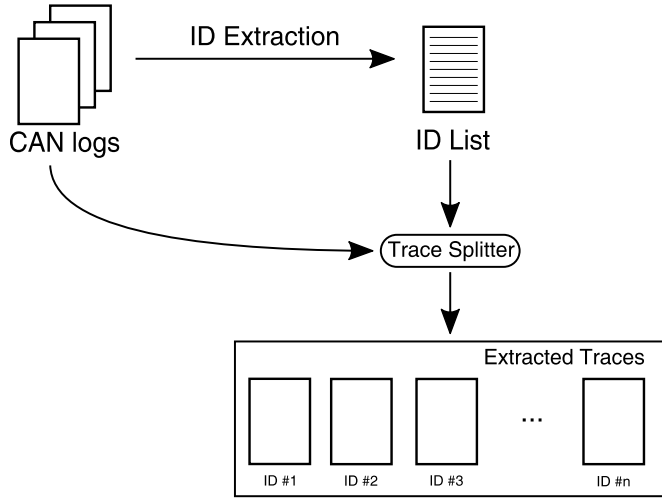 ID Extraction
CAN logs
ID List
Trace Splitter
Extracted Traces
...
ID #1 ID #2 ID #3 ID #n